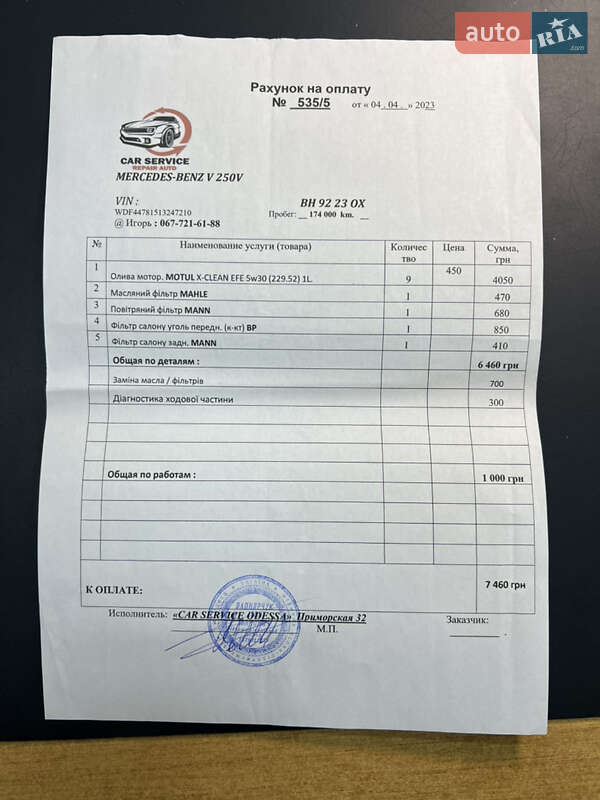 auto RIA.com
Рахунок на оплату
№ 535/5 от « 04 . 04 . » 2023
CAR SERVICE
REPAIR AUTO
MERCEDES-BENZ V 250V
VIN : BH 92 23 OX
WDF44781513247210 Пробег: 174 000 km.
@ Игорь : 067-721-61-88
№ Наименование услуги (товара) Количес тво Цена Сумма, грн
1 Олива мотор. MOTUL X-CLEAN EFE 5w30 (229.52) 1L. 9 450 4050
2 Масляний фільтр MAHLE 1 470
3 Повітряний фільтр MANN 1 680
4 Фільтр салону уголь передн. (к-кт) BP 1 850
5 Фільтр салону задн. MANN 1 410
Общая по деталям : 6 460 грн
Заміна масла / фільтрів 700
Діагностика ходової частини 300
Общая по работам : 1 000 грн
К ОПЛАТЕ: 7 460 грн
Исполнитель: «CAR SERVICE ODESSA» Приморская 32 Заказчик:
М.П.